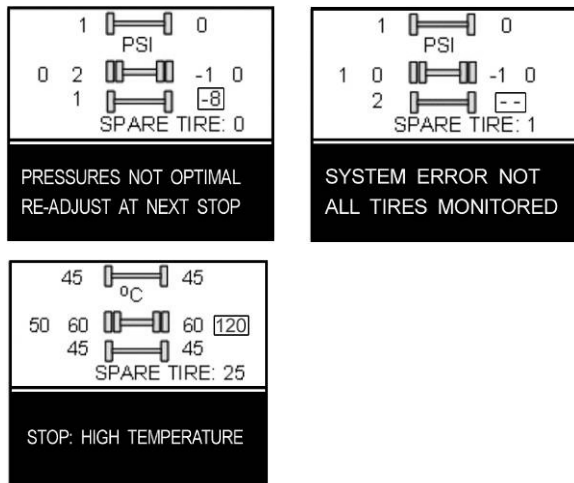 1 0
PSI
0 2 -1 0
1 -8
SPARE TIRE: 0
PRESSURES NOT OPTIMAL
RE-ADJUST AT NEXT STOP
1 0
PSI
1 0 -1 0
2 --
SPARE TIRE: 1
SYSTEM ERROR NOT
ALL TIRES MONITORED
45 45
ºC
50 60 60 120
45 45
SPARE TIRE: 25
STOP: HIGH TEMPERATURE